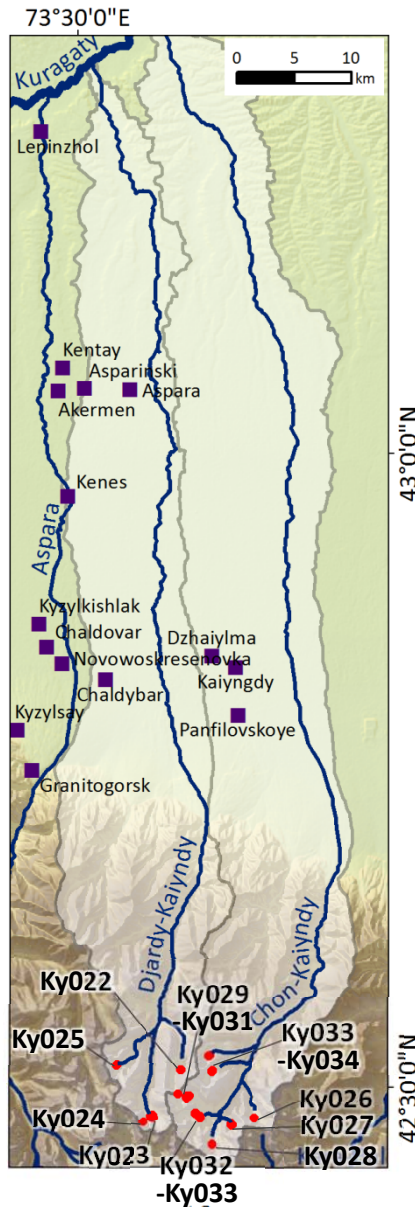 73°30'0"E
Kuragaty
0 5 10
km
Leninzhol
Kentay
Asparinski
Aspara
Akermen
43°0'0"N
Kenes
Aspara
Kyzylkishlak
Chaldovar
Dzhaiylma
Novowoskresenovka
Kaiyngdy
Chaldybar
Kyzylsay
Panfilovskoye
Granitogorsk
Djardy-Kaiyndy
Chon-Kaiyndy
Ky022
Ky029
-Ky031
Ky025
Ky033
-Ky034
42°30'0"N
Ky026
Ky024
Ky027
Ky023
Ky028
Ky032
-Ky033